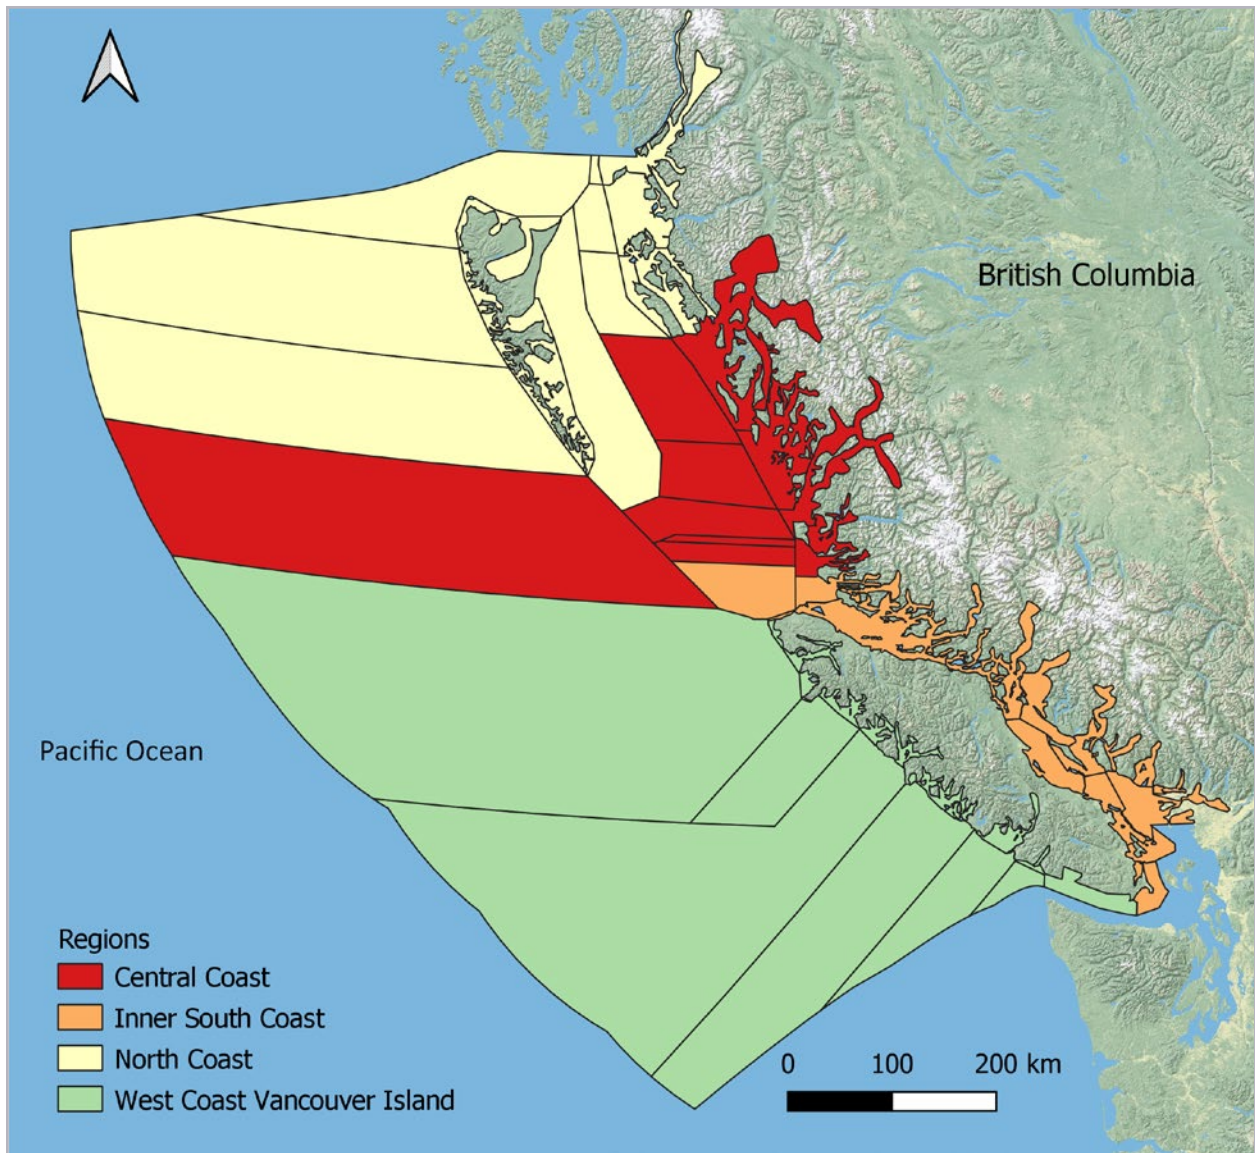 British Columbia
Pacific Ocean
Regions
Central Coast
Inner South Coast
North Coast
West Coast Vancouver Island
0 100 200 km